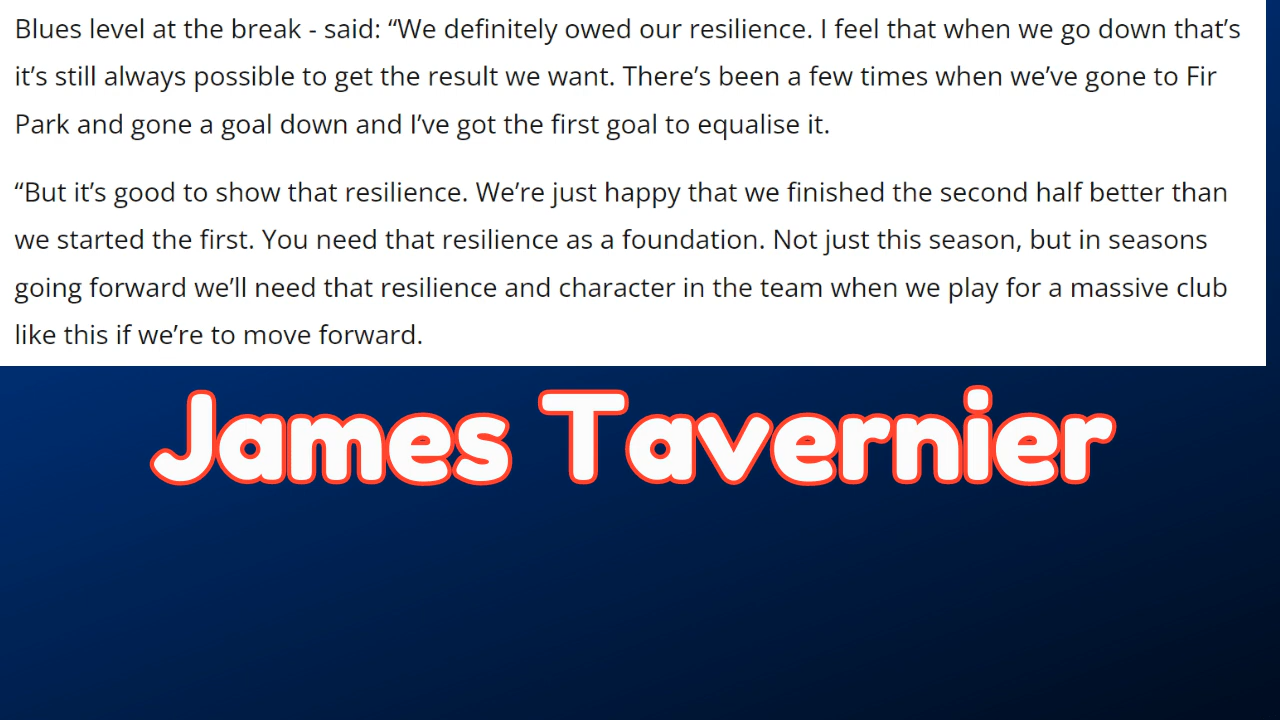 Blues level at the break - said: “We definitely owed our resilience. I feel that when we go down that’s
it’s still always possible to get the result we want. There’s been a few times when we’ve gone to Fir
Park and gone a goal down and I’ve got the first goal to equalise it.
“But it’s good to show that resilience. We’re just happy that we finished the second half better than
we started the first. You need that resilience as a foundation. Not just this season, but in seasons
going forward we’ll need that resilience and character in the team when we play for a massive club
like this if we’re to move forward.
James Tavernier